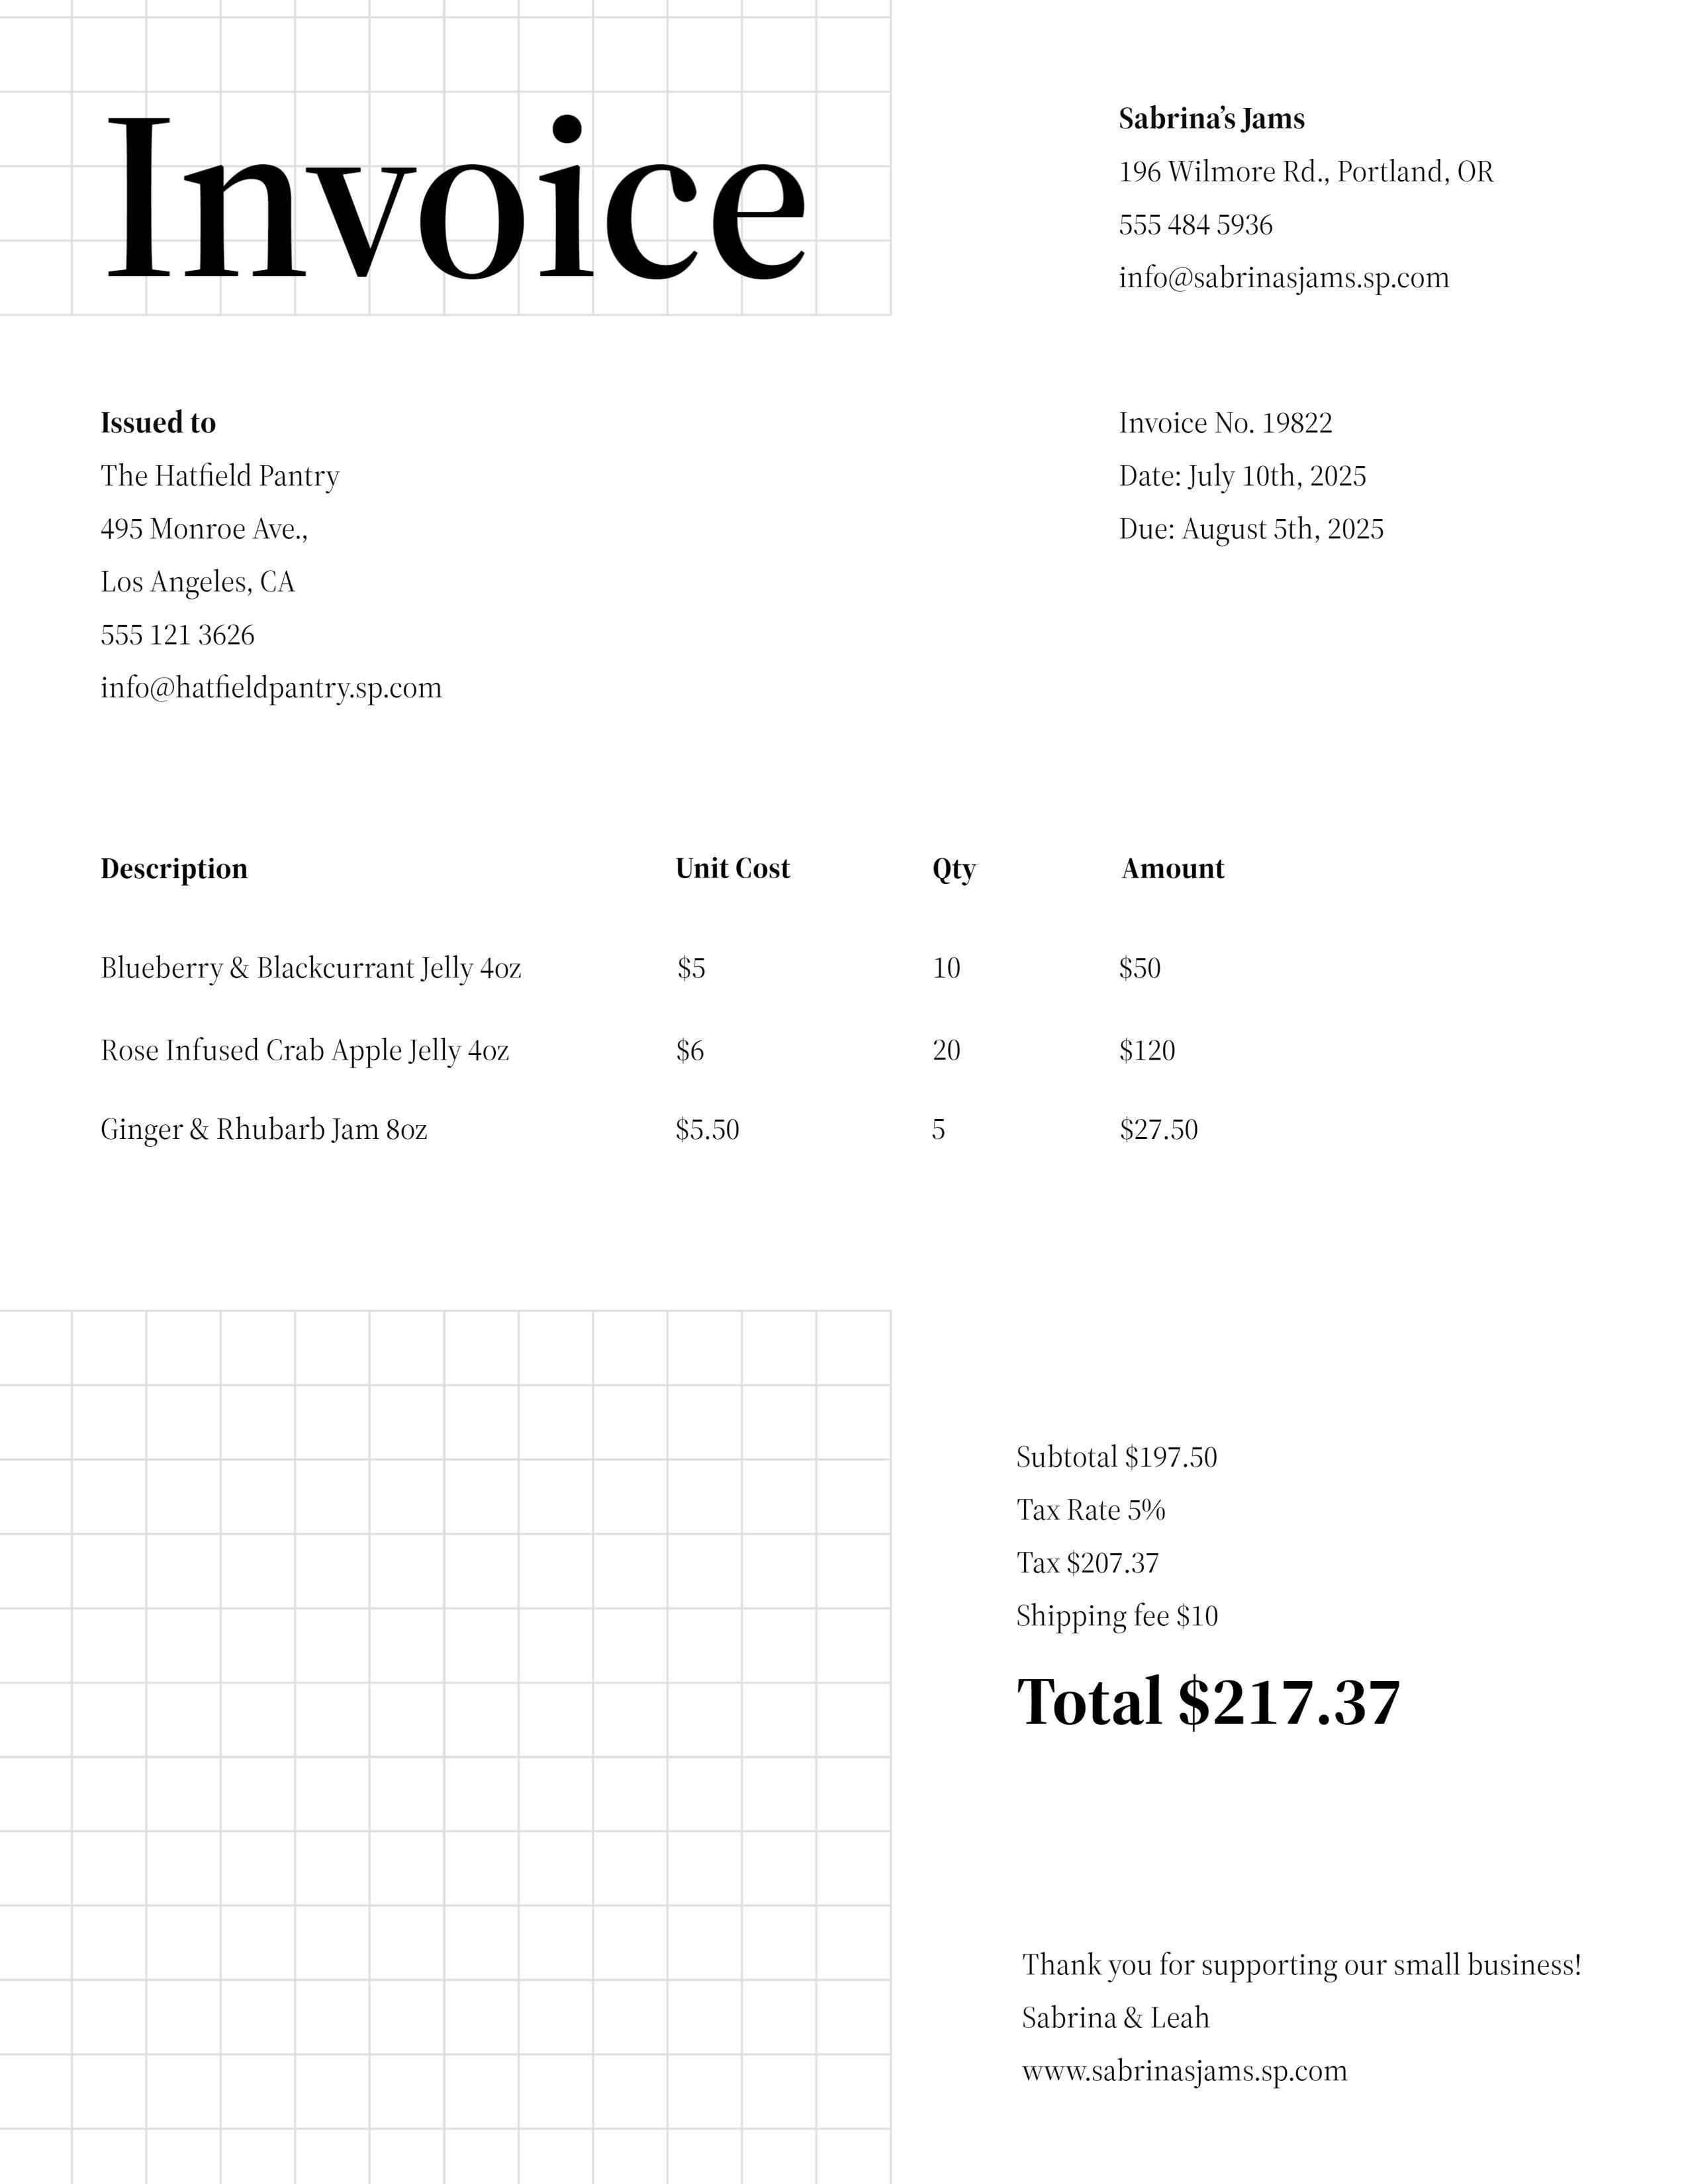 Invoice
Sabrina’s Jams
196 Wilmore Rd., Portland, OR
555 484 5936
info@sabrinasjams.sp.com
Issued to
The Hatfield Pantry
495 Monroe Ave.,
Los Angeles, CA
555 121 3626
info@hatfieldpantry.sp.com
Invoice No. 19822
Date: July 10th, 2025
Due: August 5th, 2025
Description Unit Cost Qty Amount
Blueberry & Blackcurrant Jelly 4oz $5 10 $50
Rose Infused Crab Apple Jelly 4oz $6 20 $120
Ginger & Rhubarb Jam 8oz $5.50 5 $27.50
Subtotal $197.50
Tax Rate 5%
Tax $207.37
Shipping fee $10
Total $217.37
Thank you for supporting our small business!
Sabrina & Leah
www.sabrinasjams.sp.com